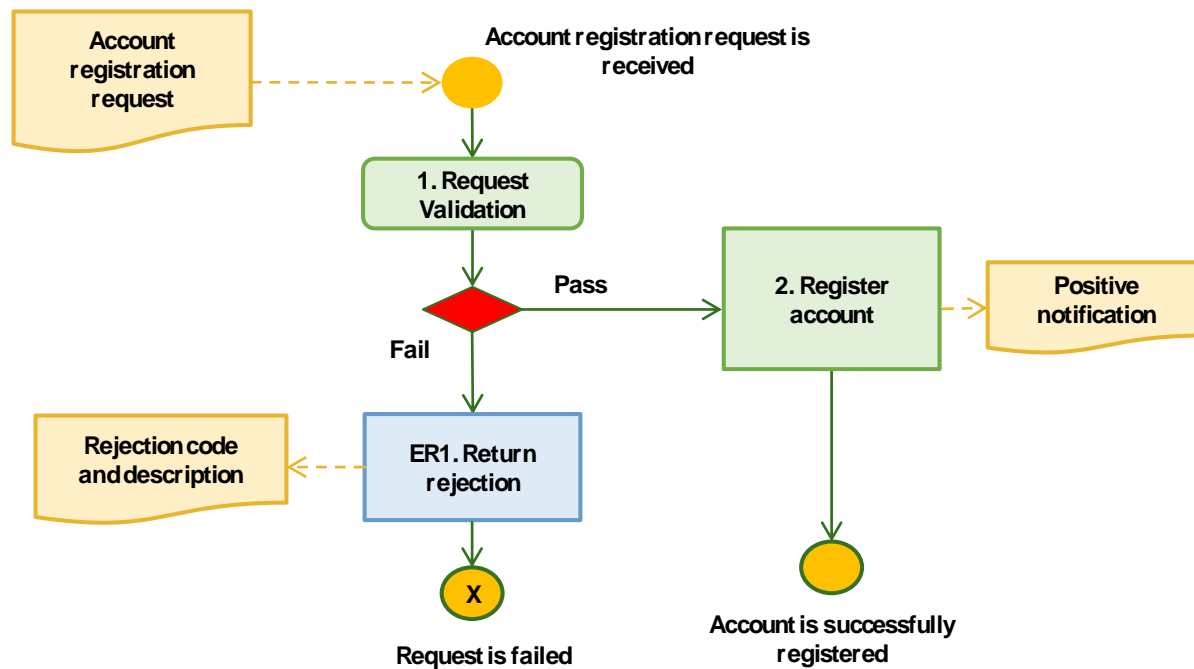 Account
registration
request
Account registration request is
received
1. Request
Validation
Pass
Fail
2. Register
account
Positive
notification
Rejection code
and description
ER1. Return
rejection
X
Request is failed
Account is successfully
registered